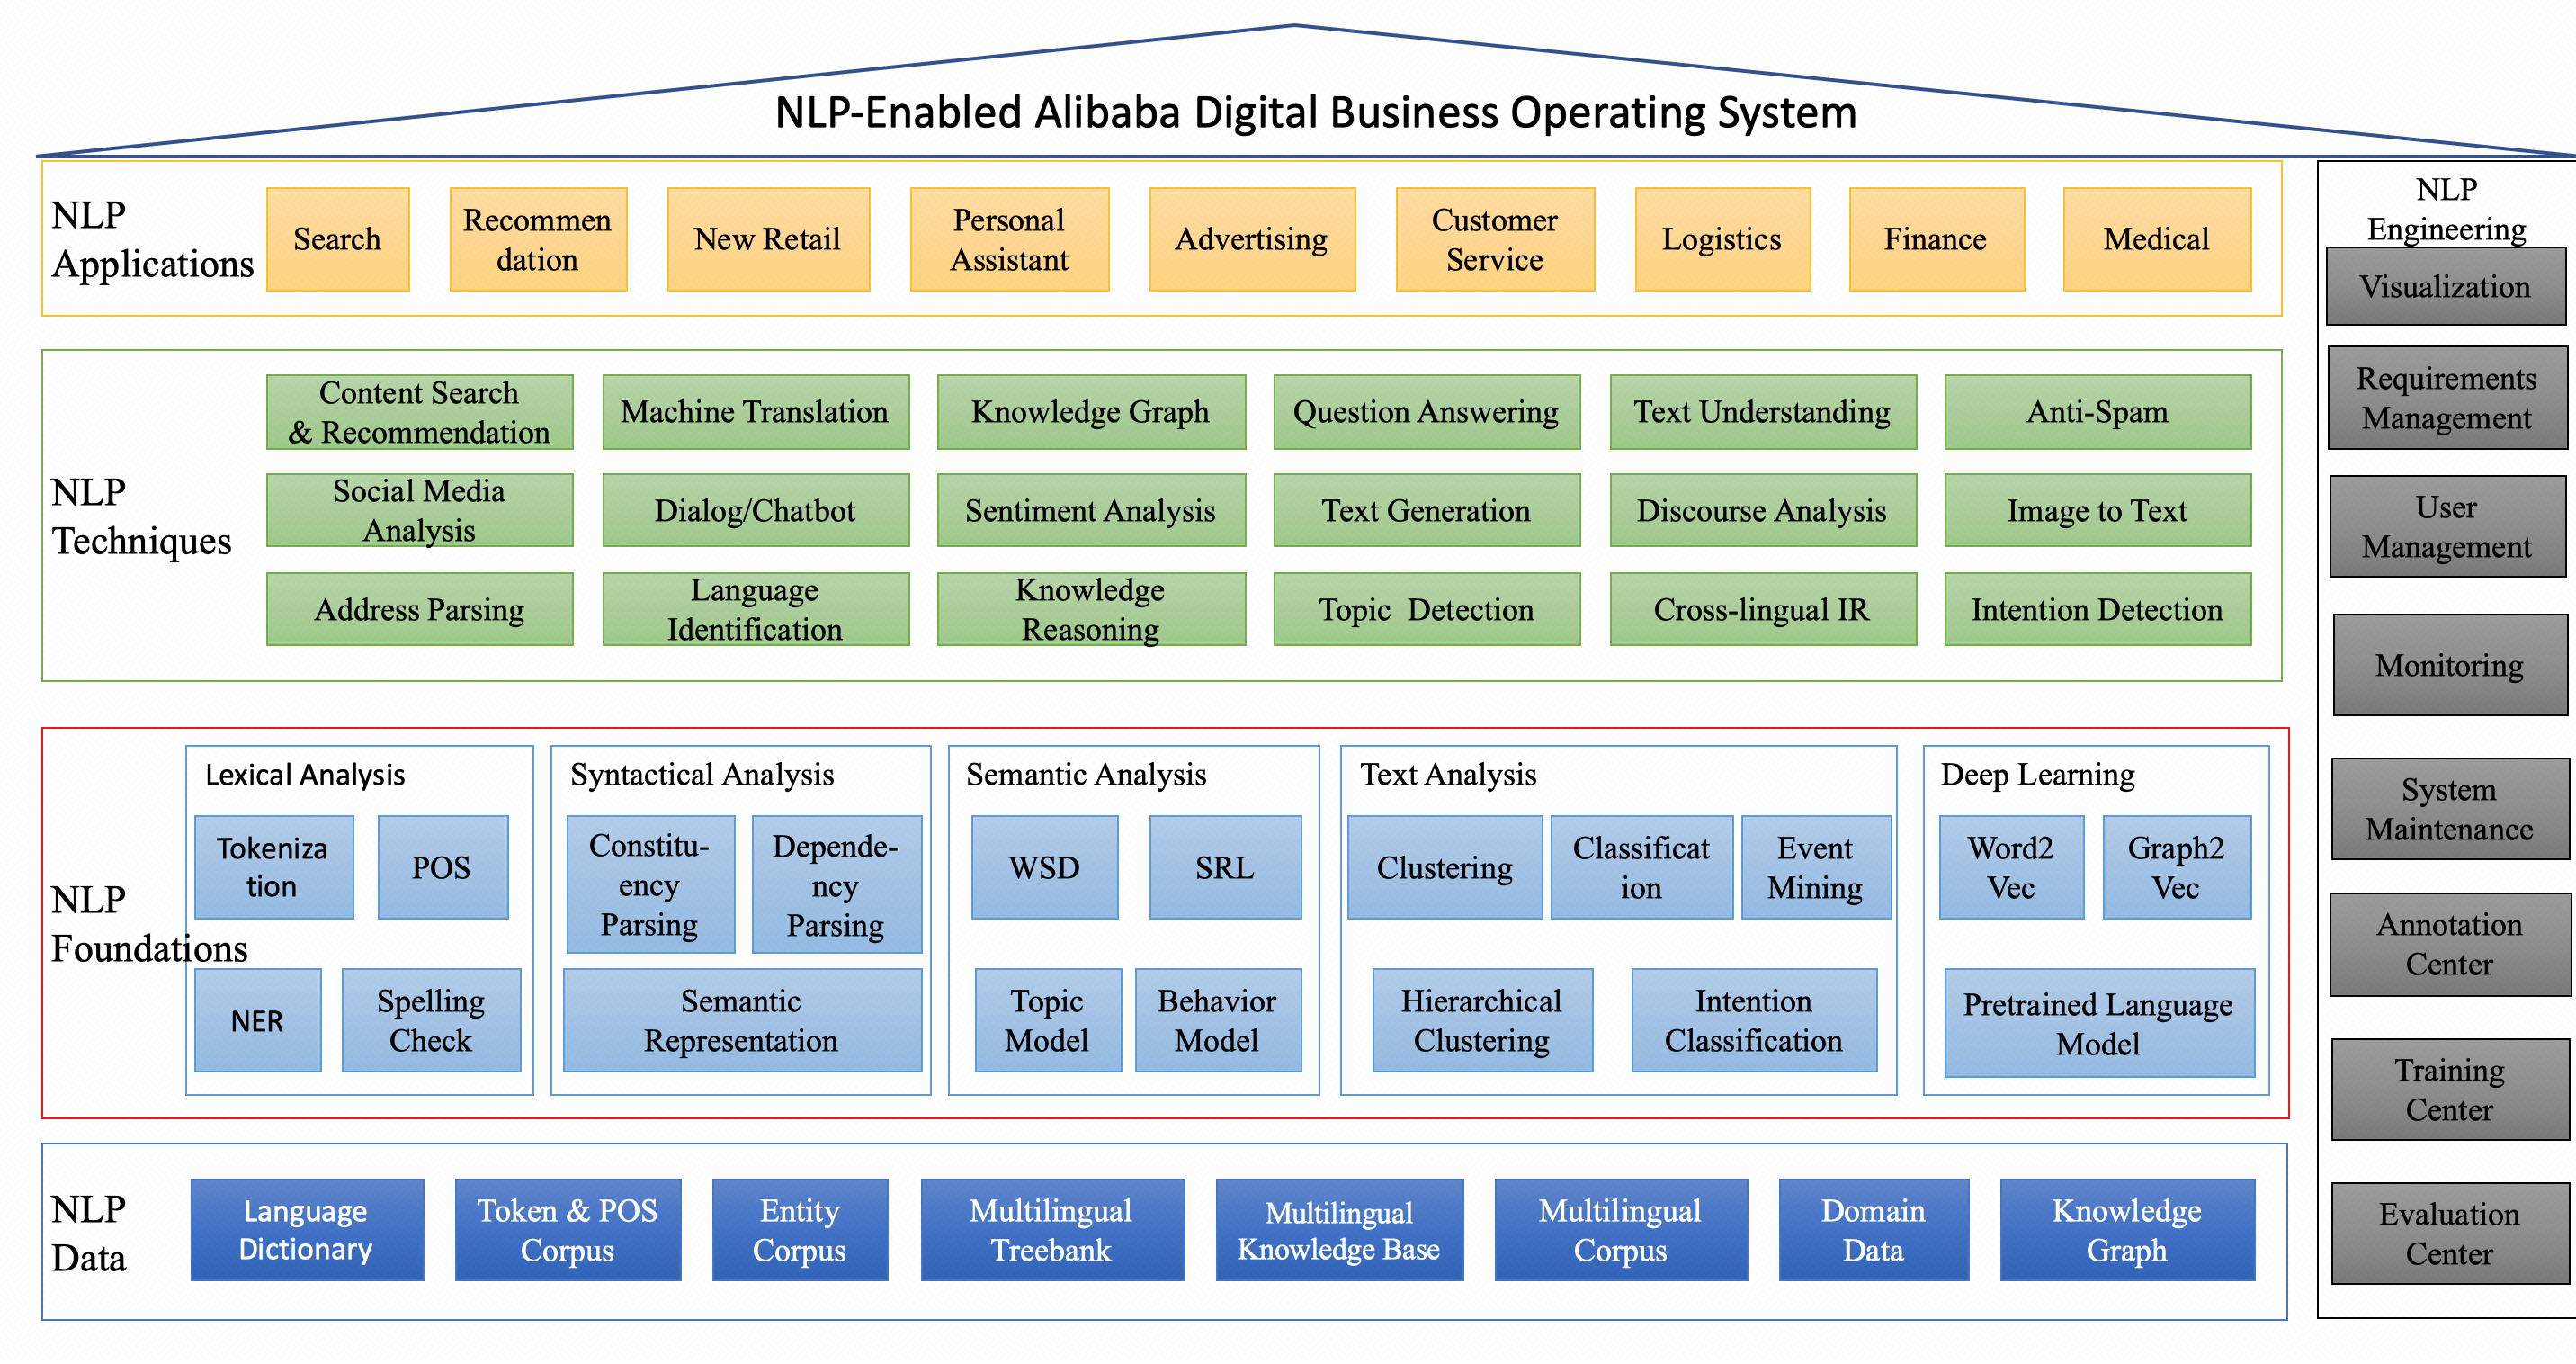 NLP-Enabled Alibaba Digital Business Operating System
NLP
Applications
Search
Recommen
dation
New Retail
Personal
Assistant
Advertising
Customer
Service
Logistics
Finance
Medical
NLP
Techniques
Content Search
& Recommendation
Machine Translation
Knowledge Graph
Question Answering
Text Understanding
Anti-Spam
Social Media
Analysis
Dialog/Chatbot
Sentiment Analysis
Text Generation
Discourse Analysis
Image to Text
Address Parsing
Language
Identification
Knowledge
Reasoning
Topic  Detection
Cross-lingual IR
Intention Detection
NLP
Foundations
Lexical Analysis
Tokeniza
tion
POS
NER
Spelling
Check
Syntactical Analysis
Constitu-
ency
Parsing
Depende-
ncy
Parsing
Semantic
Representation
Semantic Analysis
WSD
SRL
Topic
Model
Behavior
Model
Text Analysis
Clustering
Classificat
ion
Event
Mining
Hierarchical
Clustering
Intention
Classification
Deep Learning
Word2
Vec
Graph2
Vec
Pretrained Language
Model
NLP
Data
Language
Dictionary
Token & POS
Corpus
Entity
Corpus
Multilingual
Treebank
Multilingual
Knowledge Base
Multilingual
Corpus
Domain
Data
Knowledge
Graph
NLP
Engineering
Visualization
Requirements
Management
User
Management
Monitoring
System
Maintenance
Annotation
Center
Training
Center
Evaluation
Center